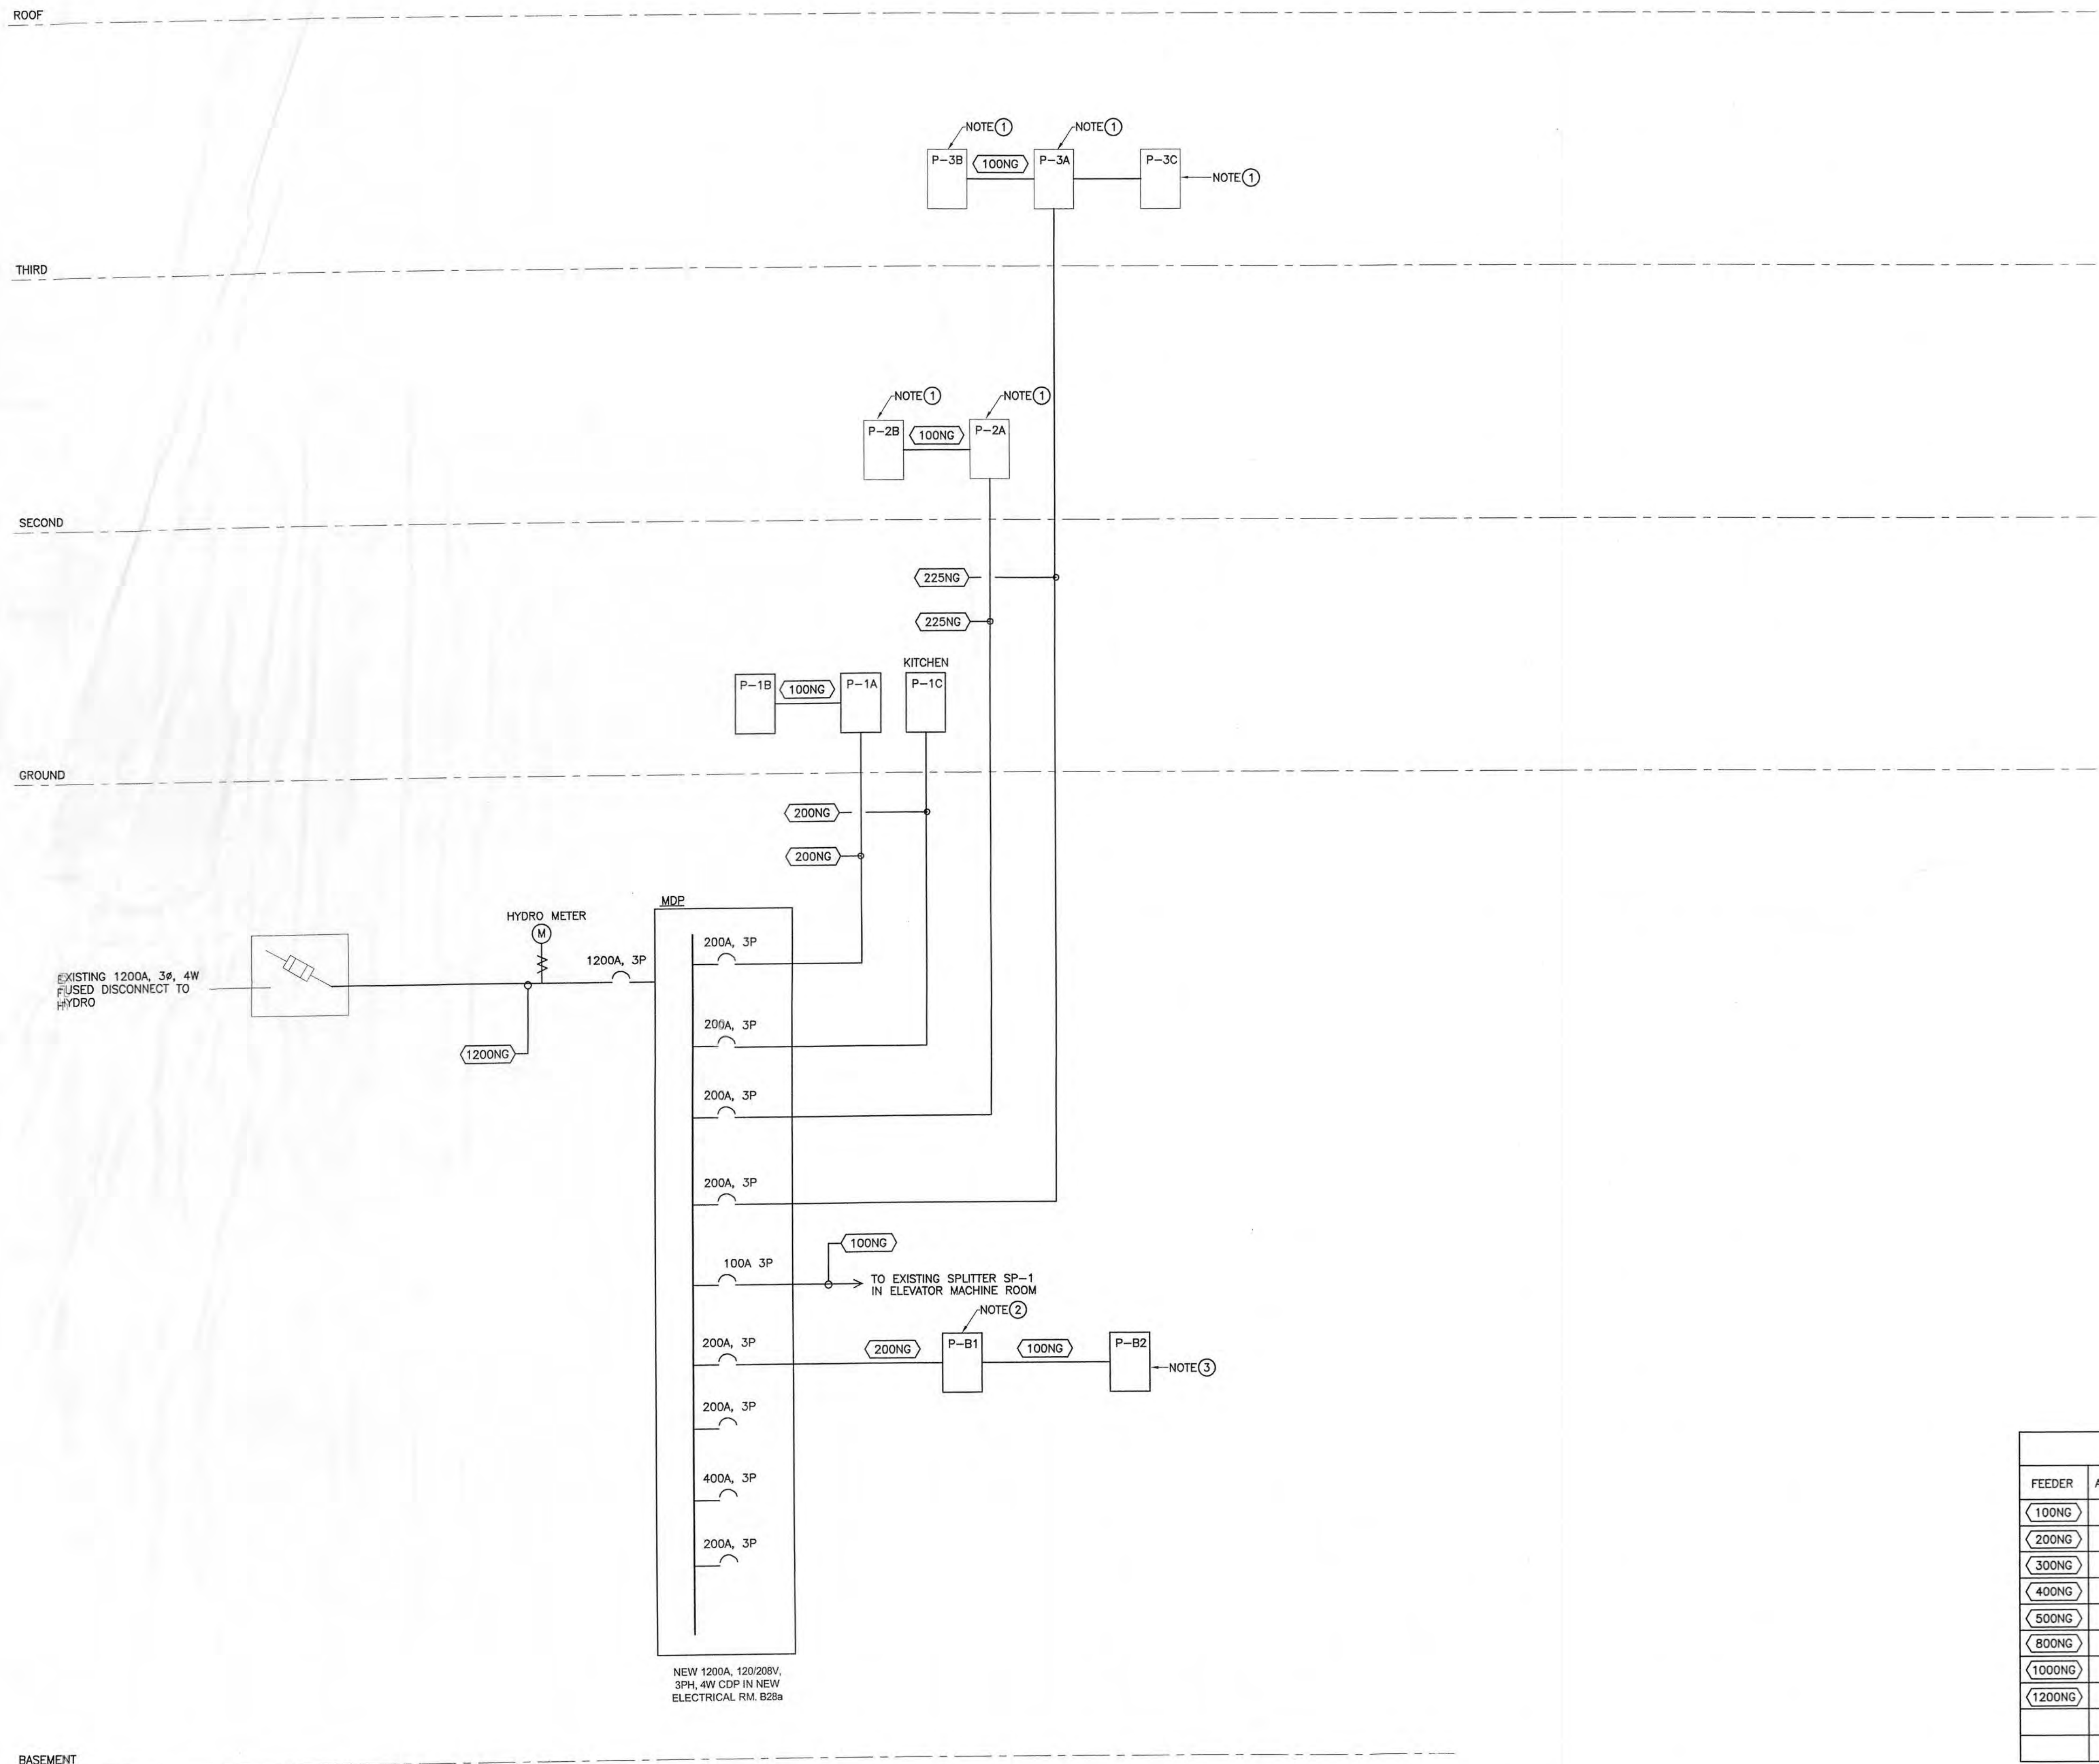 ROOF
NOTE 1
NOTE 1
P-3B
100NG
P-3A
P-3C
NOTE 1
THIRD
NOTE 1
NOTE 1
P-2B
100NG
P-2A
SECOND
225NG
225NG
KITCHEN
P-1B
100NG
P-1A
P-1C
GROUND
200NG
200NG
MDP
HYDRO METER
M
1200A, 3P
200A, 3P
EXISTING 1200A, 3ø, 4W
FUSED DISCONNECT TO
HYDRO
1200NG
200A, 3P
200A, 3P
200A, 3P
100NG
100A 3P
TO EXISTING SPLITTER SP-1
IN ELEVATOR MACHINE ROOM
NOTE 2
200A, 3P
200NG
P-B1
100NG
P-B2
NOTE 3
200A, 3P
400A, 3P
200A, 3P
NEW 1200A, 120/208V,
3PH, 4W CDP IN NEW
ELECTRICAL RM. B28a
FEEDER
100NG
200NG
300NG
400NG
500NG
800NG
1000NG
1200NG
BASEMENT